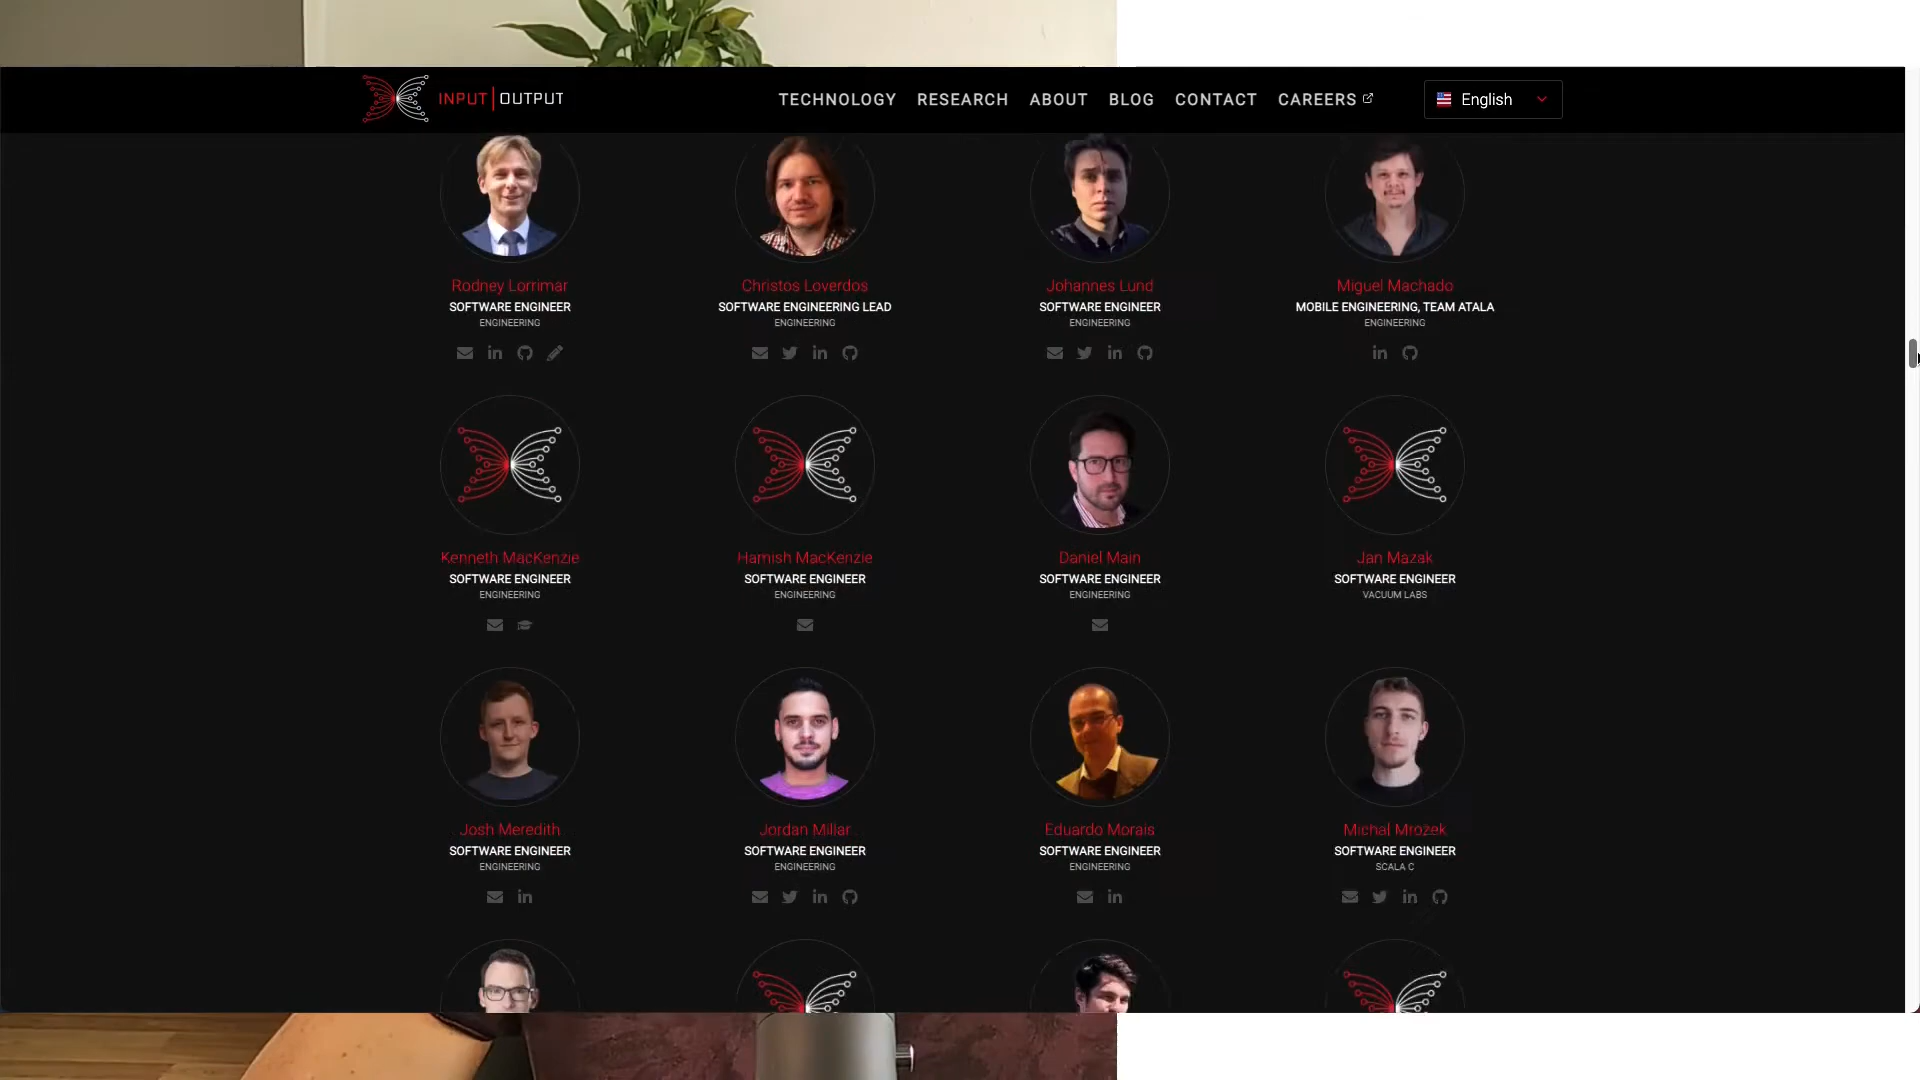 INPUT | OUTPUT
TECHNOLOGY RESEARCH ABOUT BLOG CONTACT CAREERS
English
Rodney Lorrimar Christos Loverdos Johannes Lund Miguel Machado
SOFTWARE ENGINEER SOFTWARE ENGINEERING LEAD SOFTWARE ENGINEER MOBILE ENGINEERING, TEAM ATALA
ENGINEERING ENGINEERING ENGINEERING ENGINEERING
Kenneth MacKenzie Hamish MacKenzie Daniel Main Jan Mazak
SOFTWARE ENGINEER SOFTWARE ENGINEER SOFTWARE ENGINEER SOFTWARE ENGINEER
ENGINEERING ENGINEERING ENGINEERING VACUUM LABS
Josh Meredith Jordan Millar Eduardo Morais Michal Mrozek
SOFTWARE ENGINEER SOFTWARE ENGINEER SOFTWARE ENGINEER SOFTWARE ENGINEER
ENGINEERING ENGINEERING ENGINEERING SCALA C